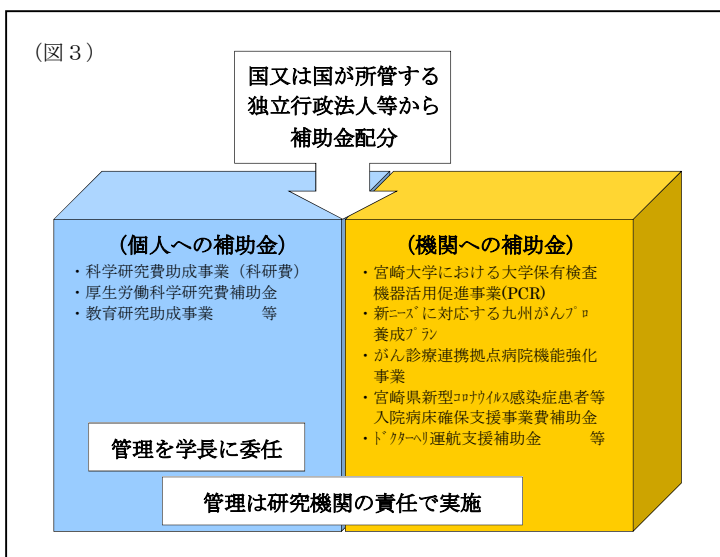 （図３）
国又は国が所管する
独立行政法人等から
補助金配分
（個人への補助金）
・科学研究費助成事業（科研費）
・厚生労働科学研究費補助金
・教育研究助成事業　　等
（機関への補助金）
・宮崎大学における大学保有検査
機器活用促進事業(PCR)
・新ﾆｰｽﾞに対応する九州がんﾌﾟﾛ
養成ﾌﾟﾗﾝ
・がん診療連携拠点病院機能強化
事業
・宮崎県新型ｺﾛﾅｳｲﾙｽ感染症患者等
入院病床確保支援事業費補助金
・ﾄﾞｸﾀｰﾍﾘ運航支援補助金　　等
管理を学長に委任
管理は研究機関の責任で実施